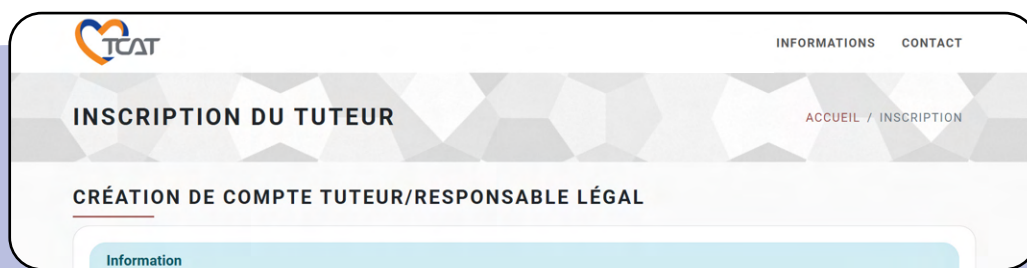 TCAT
INFORMATIONS CONTACT
INSCRIPTION DU TUTEUR
ACCUEIL / INSCRIPTION
CRÉATION DE COMPTE TUTEUR/RESPONSABLE LÉGAL
Information